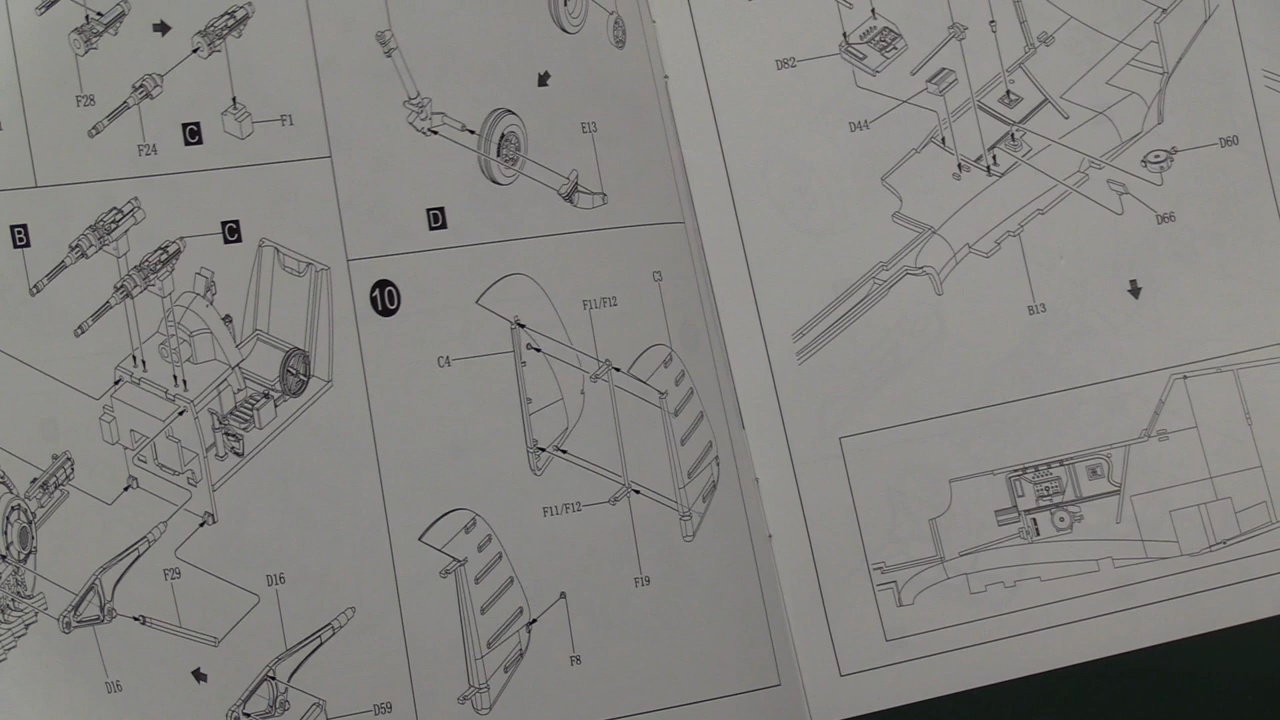 F28
F24
C
F1
B
C
F29
D16
D16
D59
E13
D
10
C4
F11/F12
C3
F11/F12
F19
F8
D82
D44
D60
D66
B13